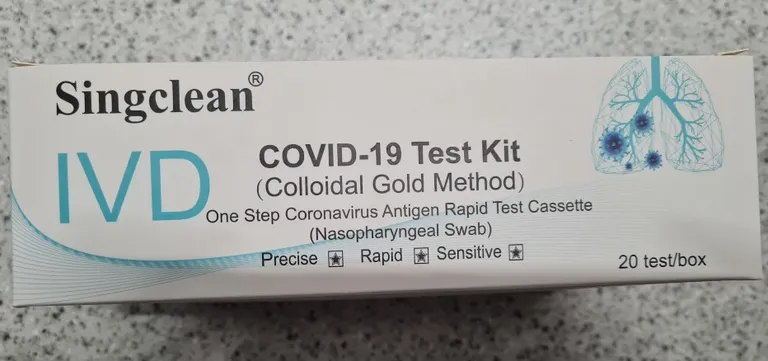 Singclean®
IVD
COVID-19 Test Kit
(Colloidal Gold Method)
One Step Coronavirus Antigen Rapid Test Cassette
(Nasopharyngeal Swab)
Precise Rapid Sensitive
20 test/box